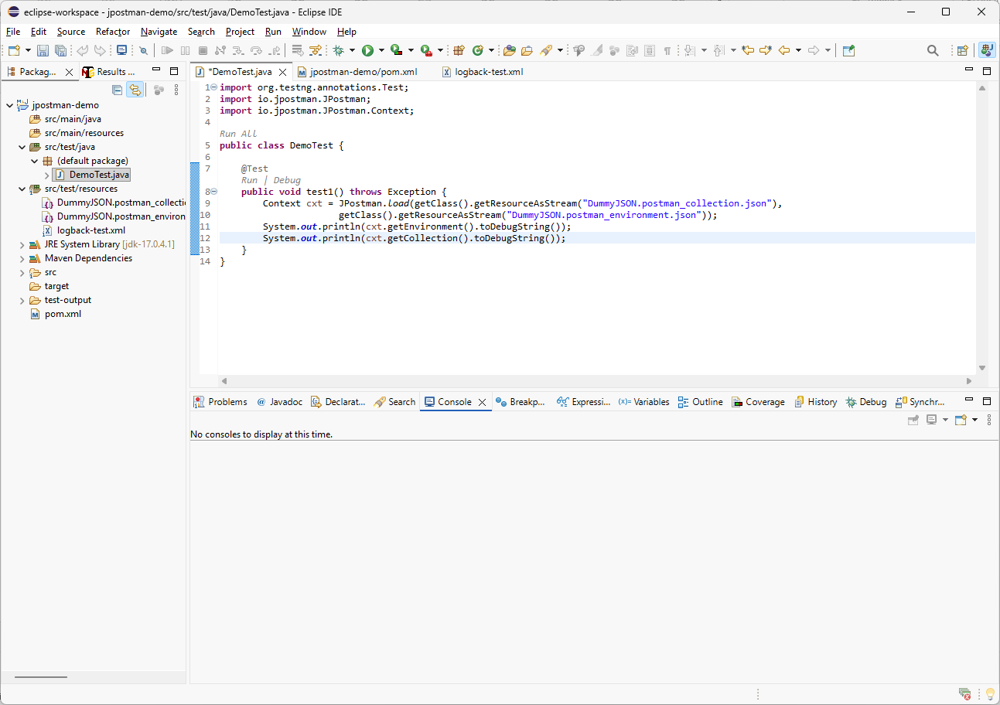 eclipse-workspace - jpostman-demo/src/test/java/DemoTest.java - Eclipse IDE
File Edit Source Refactor Navigate Search Project Run Window Help
Packag... Results ...
*DemoTest.java jpostman-demo/pom.xml logback-test.xml
jpostman-demo
src/main/java
src/main/resources
src/test/java
(default package)
DemoTest.java
src/test/resources
DummyJSON.postman_collectio
DummyJSON.postman_environ
logback-test.xml
JRE System Library [jdk-17.0.4.1]
Maven Dependencies
src
target
test-output
pom.xml
1 import org.testng.annotations.Test;
2 import io.jpostman.JPostman;
3 import io.jpostman.JPostman.Context;
4
Run All
5 public class DemoTest {
6
7 @Test
Run | Debug
8 public void test1() throws Exception {
9 Context cxt = JPostman.load(getClass().getResourceAsStream("DummyJSON.postman_collection.json"),
10 getClass().getResourceAsStream("DummyJSON.postman_environment.json"));
11 System.out.println(cxt.getEnvironment().toDebugString());
12 System.out.println(cxt.getCollection().toDebugString());
13 }
14 }
Problems @ Javadoc Declarat... Search Console Breakp... Expressi... (x)= Variables Outline Coverage History Debug Synchr...
No consoles to display at this time.